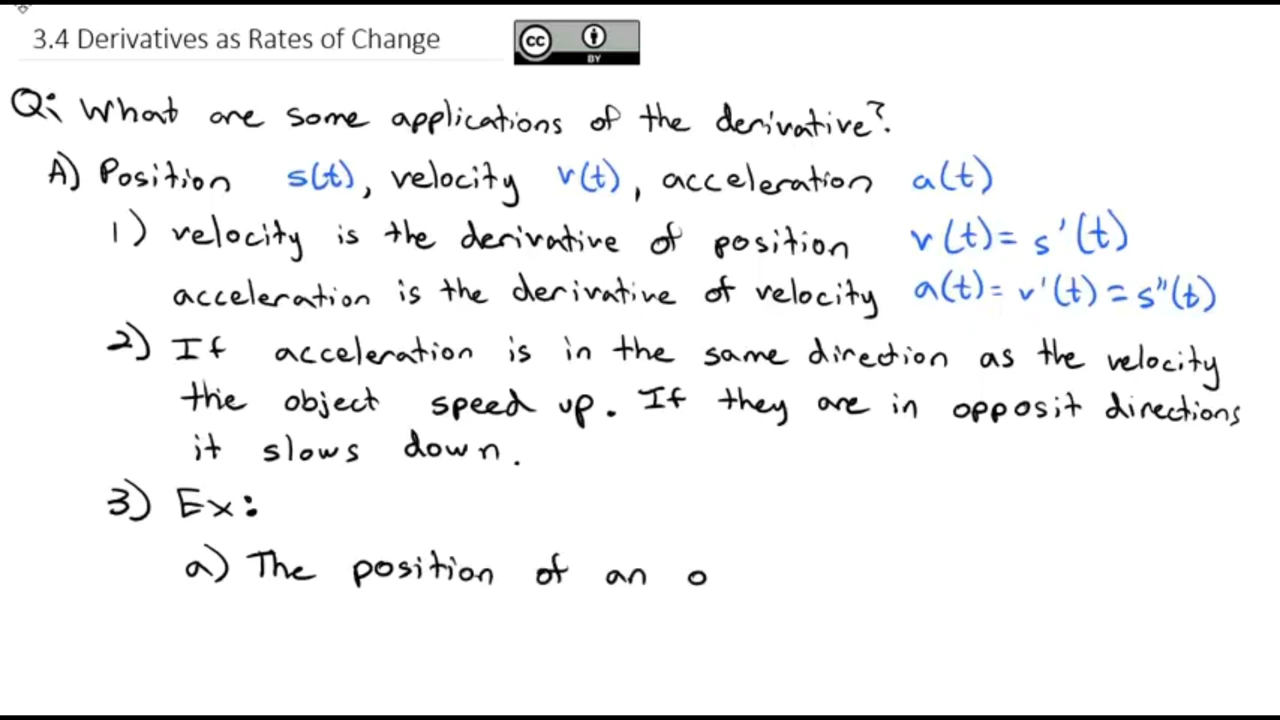 3.4 Derivatives as Rates of Change
cc BY
Q: What are some applications of the derivative?
A) Position s(t), velocity v(t), acceleration a(t)
1) velocity is the derivative of position v(t) = s'(t)
acceleration is the derivative of velocity a(t) = v'(t) = s"(t)
2) If acceleration is in the same direction as the velocity
the object speed up. If they are in opposit directions
it slows down.
3) Ex:
a) The position of an o